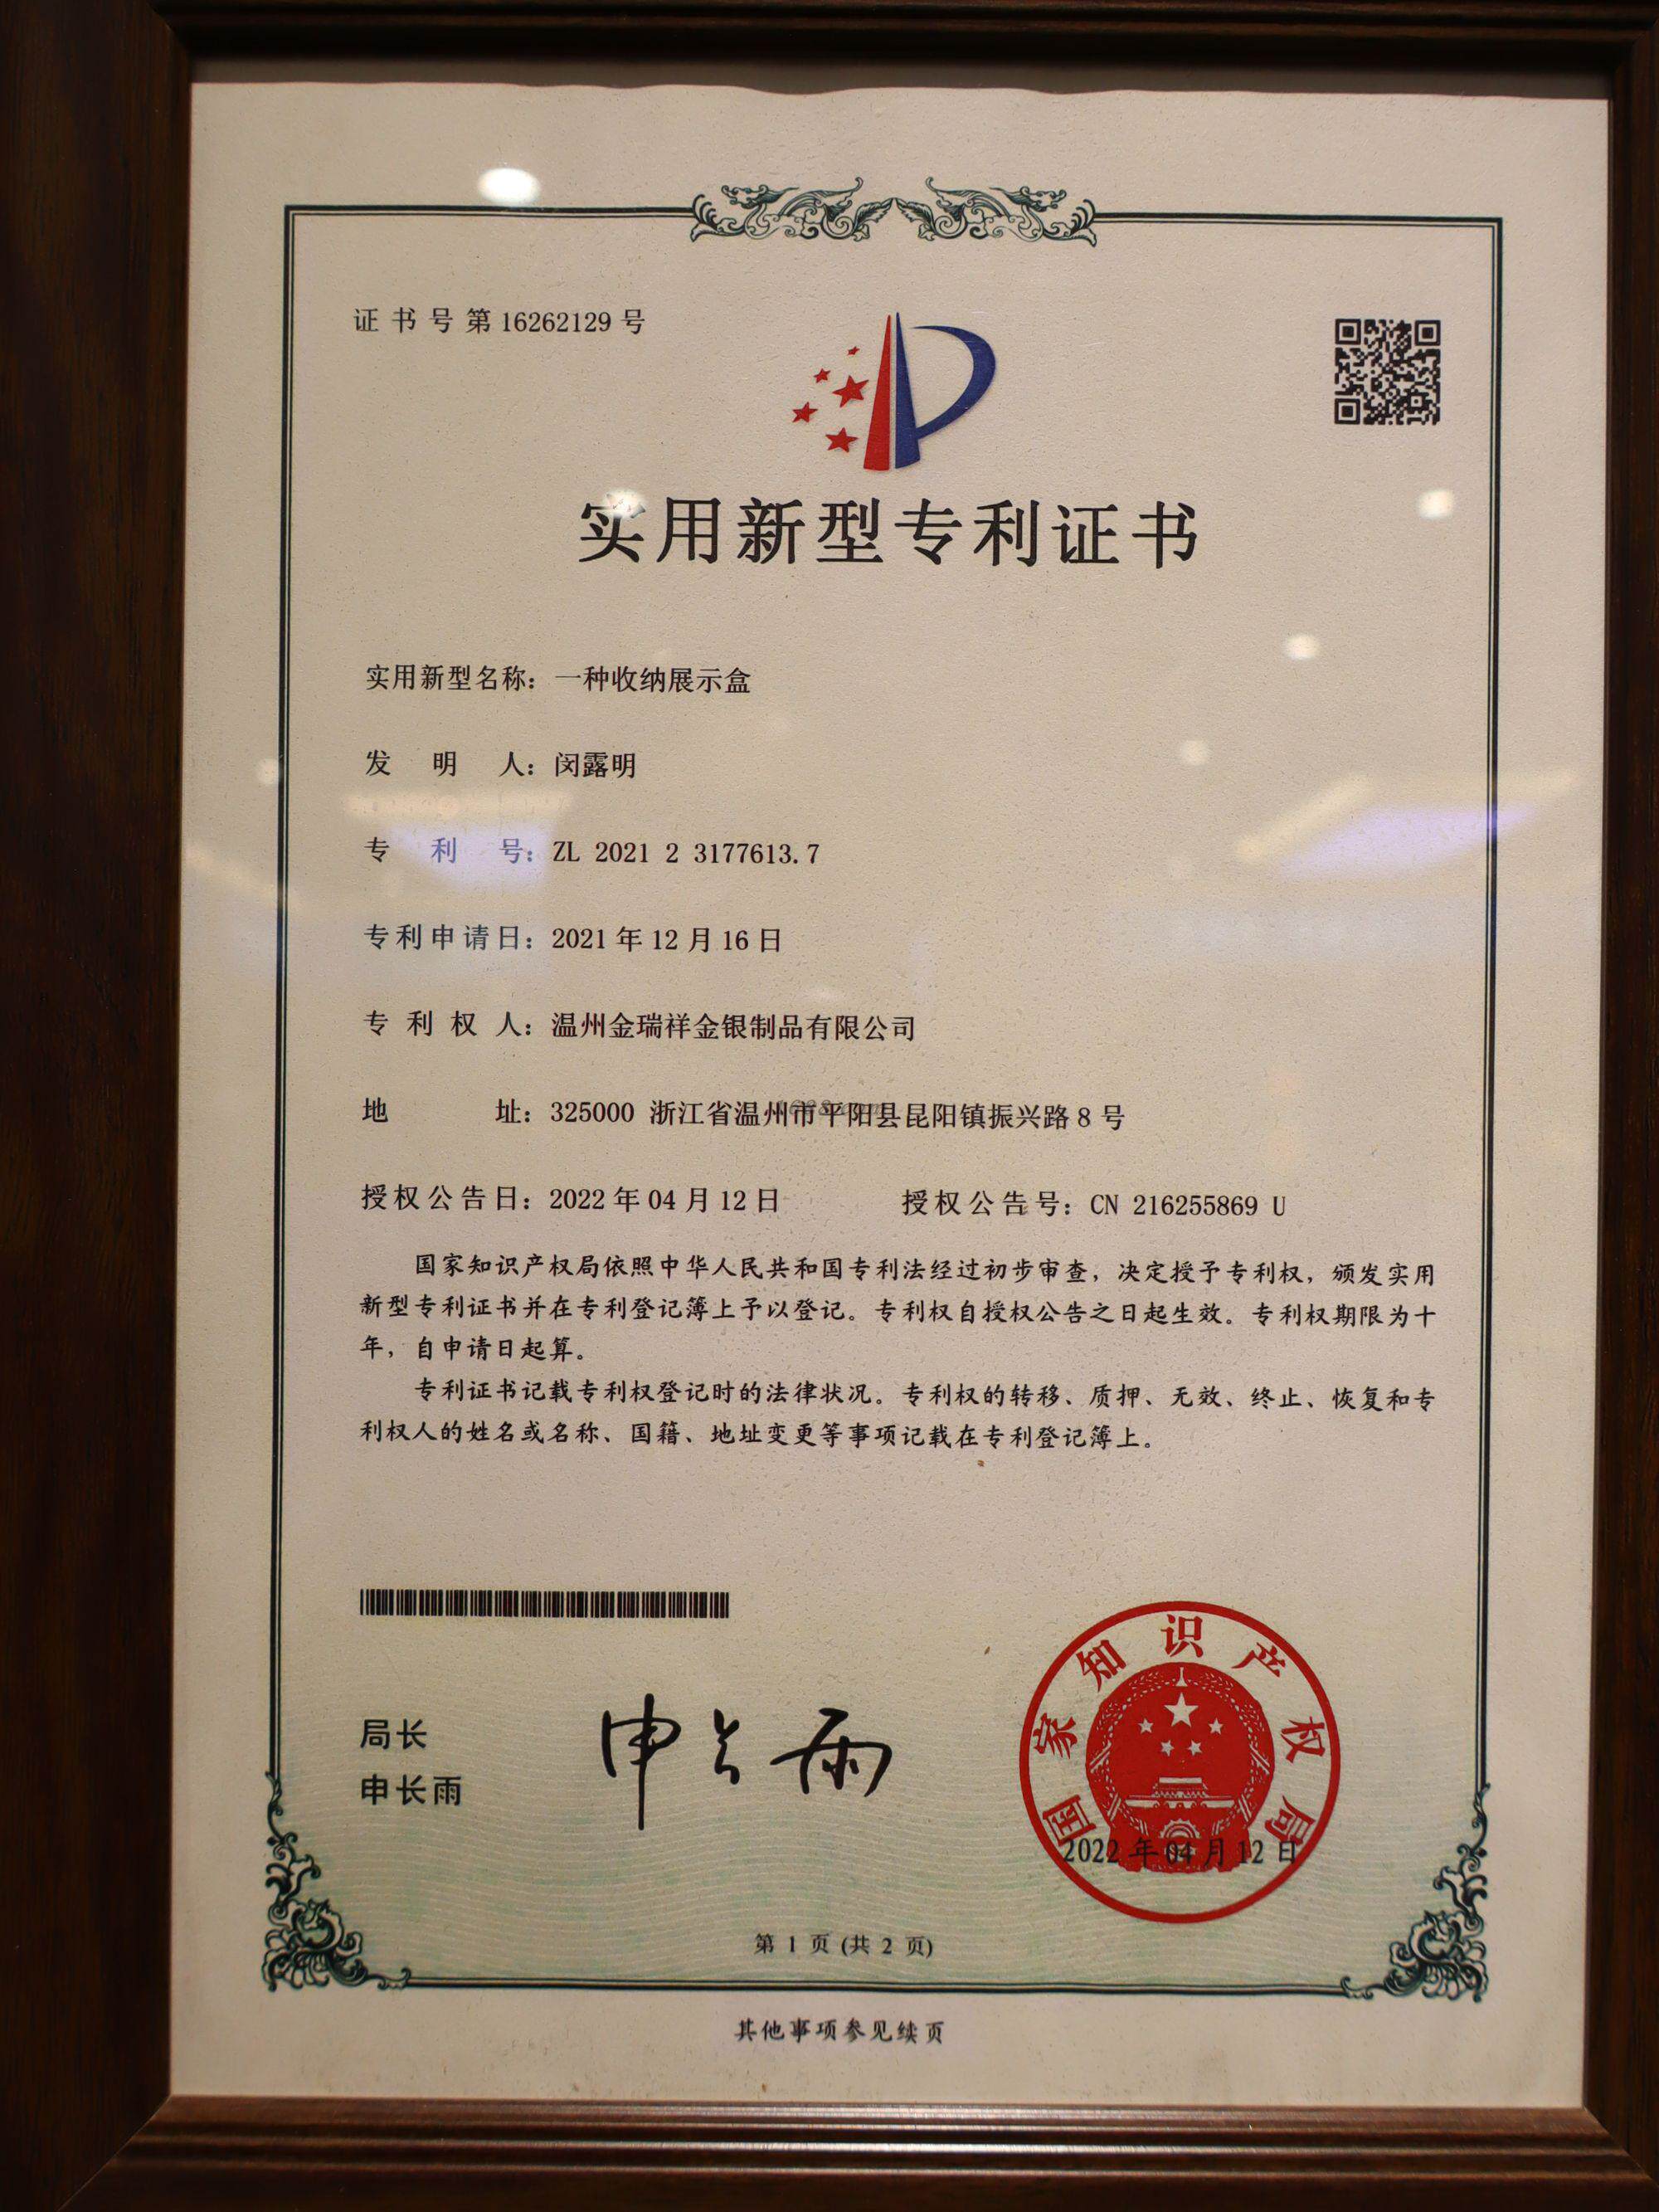 证书号第16262129号
实用新型专利证书
实用新型名称：一种收纳展示盒
发明人：闵露明
专利号：ZL 2021 2 3177613.7
专利申请日：2021年12月16日
专利权人：温州金瑞祥金银制品有限公司
地址：325000 浙江省温州市平阳县昆阳镇振兴路8号
授权公告日：2022年04月12日 授权公告号：CN 216255869 U
国家知识产权局依照中华人民共和国专利法经过初步审查，决定授予专利权，颁发实用
新型专利证书并在专利登记簿上予以登记。专利权自授权公告之日起生效。专利权期限为十
年，自申请日起算。
专利证书记载专利权登记时的法律状况。专利权的转移、质押、无效、终止、恢复和专
利权人的姓名或名称、国籍、地址变更等事项记载在专利登记簿上。
局长
申长雨
申长雨
国家知识产权局
2022年04月12日
第 1 页 (共 2 页)
其他事项参见续页